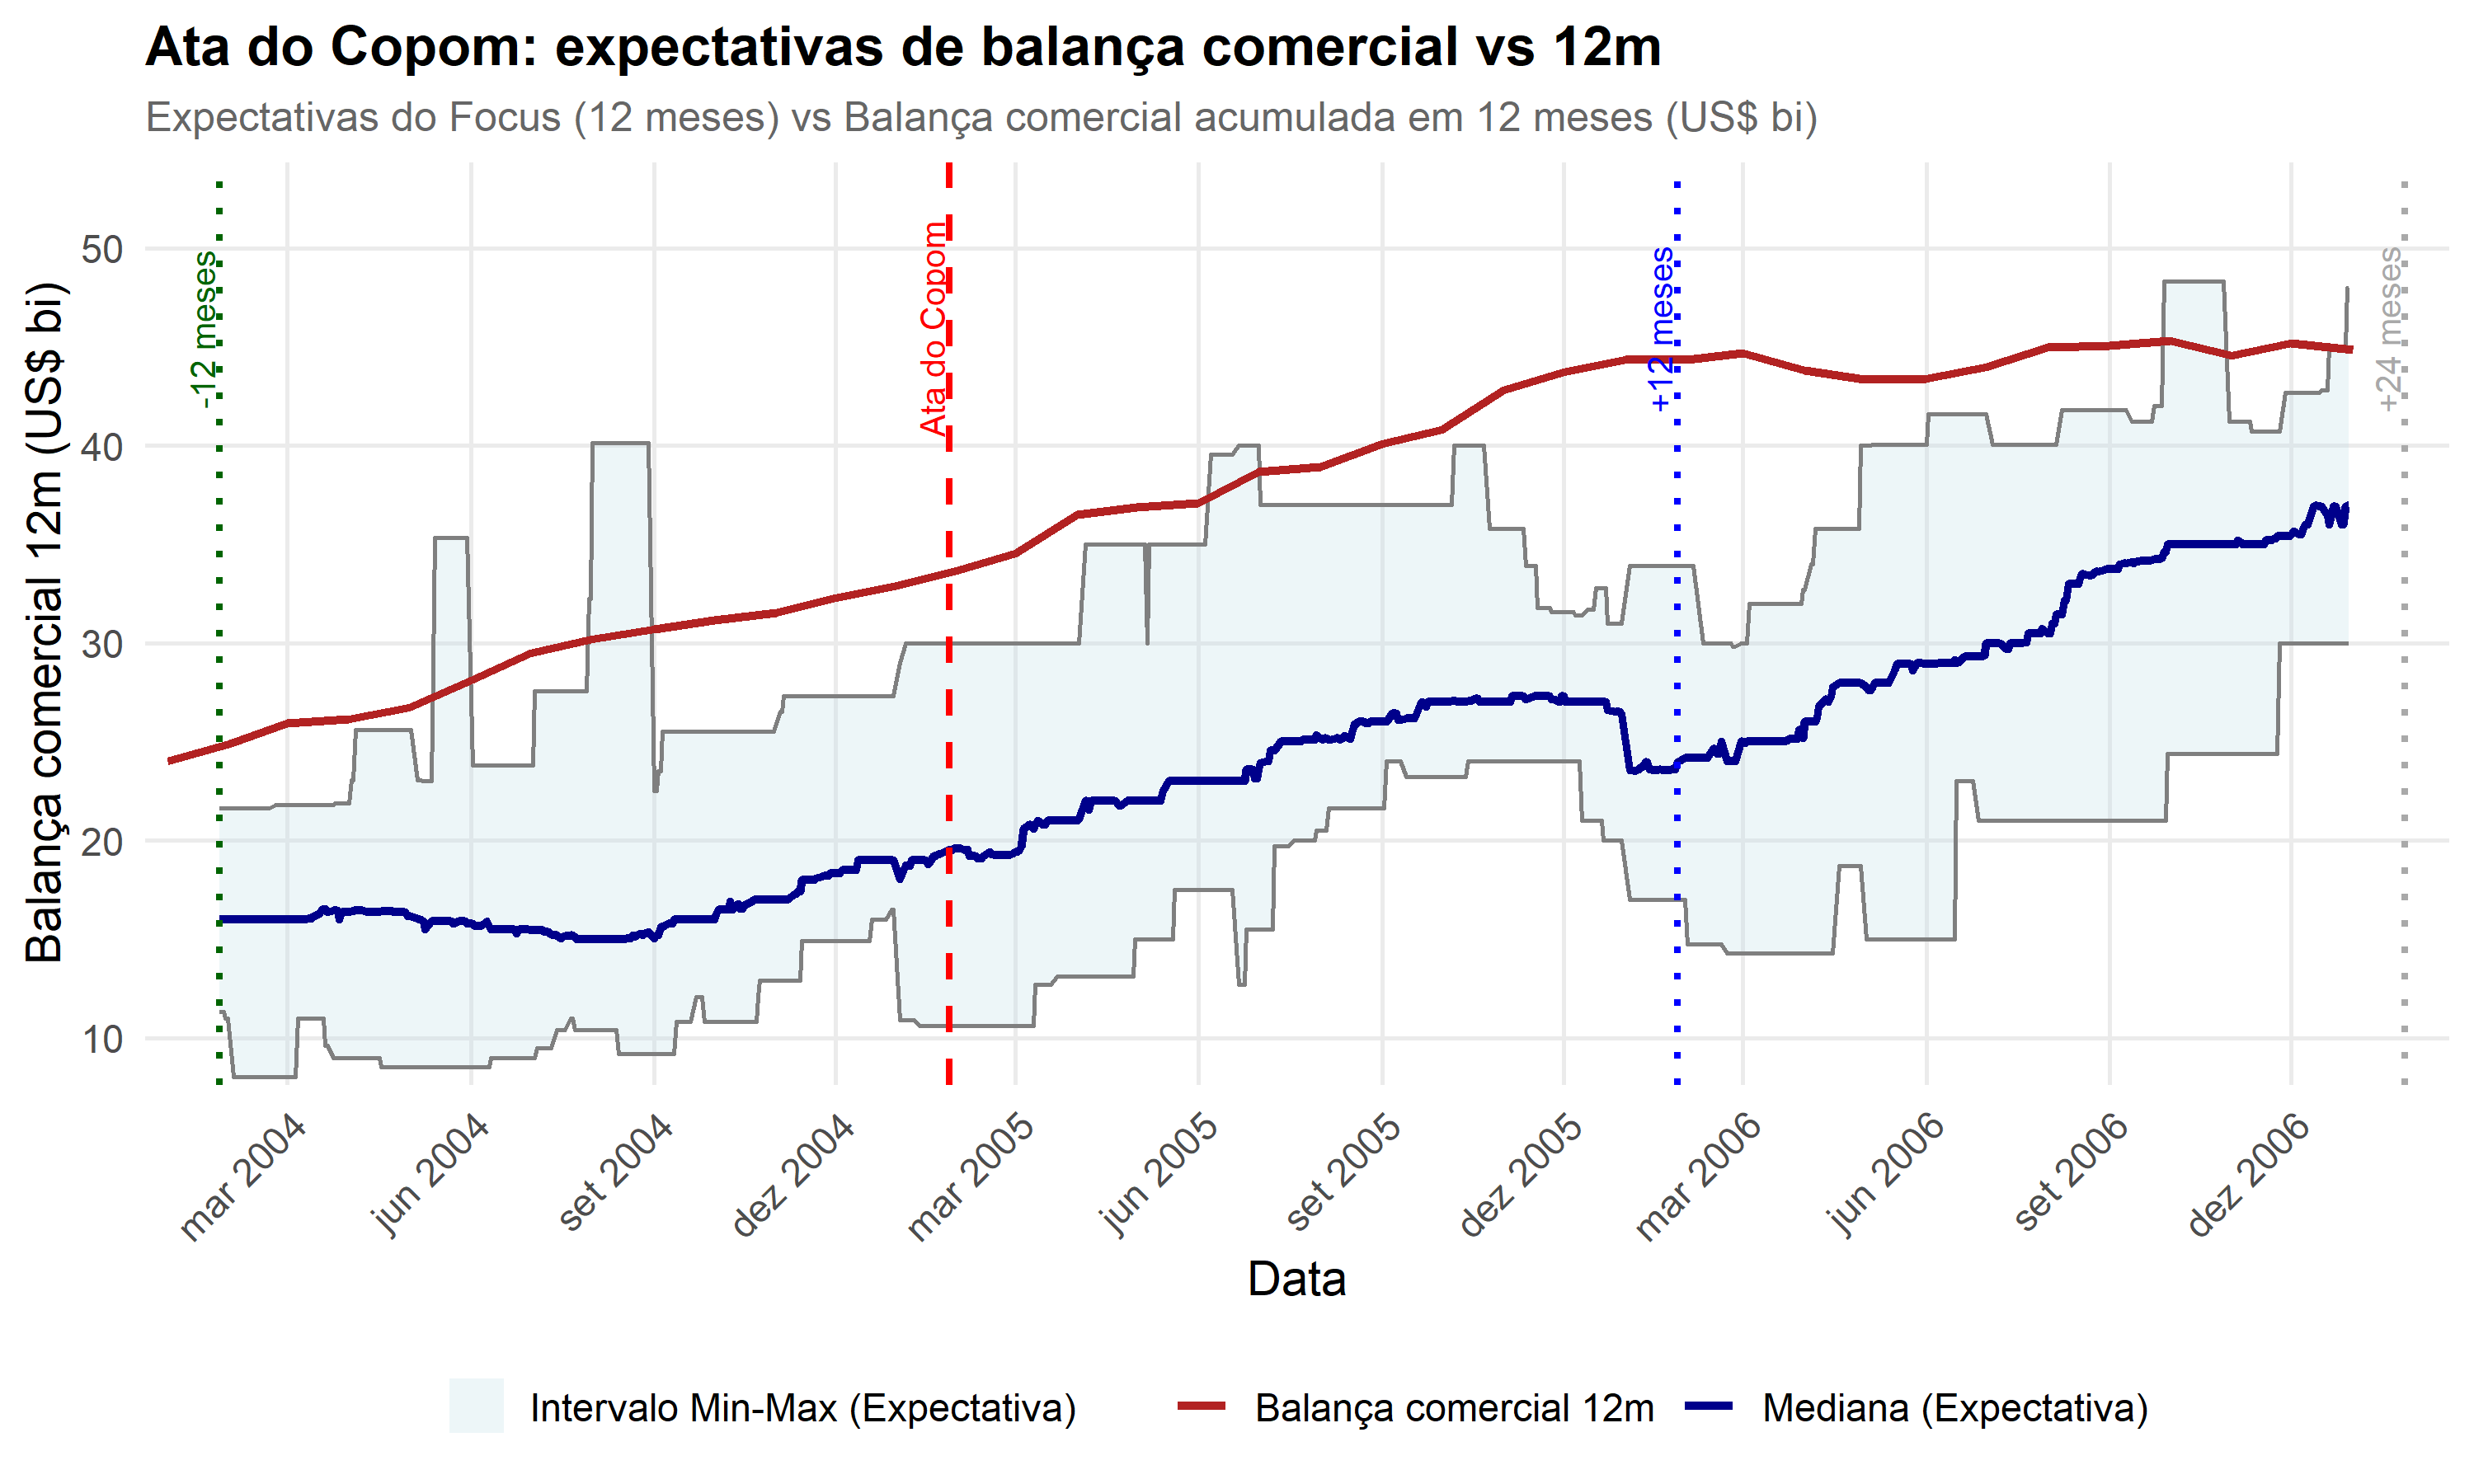 Ata do Copom: expectativas de balança comercial vs 12m
Expectativas do Focus (12 meses) vs Balança comercial acumulada em 12 meses (US$ bi)
Balança comercial 12m (US$ bi)
50
40
30
20
10
-12 meses
Ata do Copom
+12 meses
+24 meses
mar 2004
jun 2004
set 2004
dez 2004
mar 2005
jun 2005
set 2005
dez 2005
mar 2006
jun 2006
set 2006
dez 2006
Data
Intervalo Min-Max (Expectativa)
Balança comercial 12m
Mediana (Expectativa)